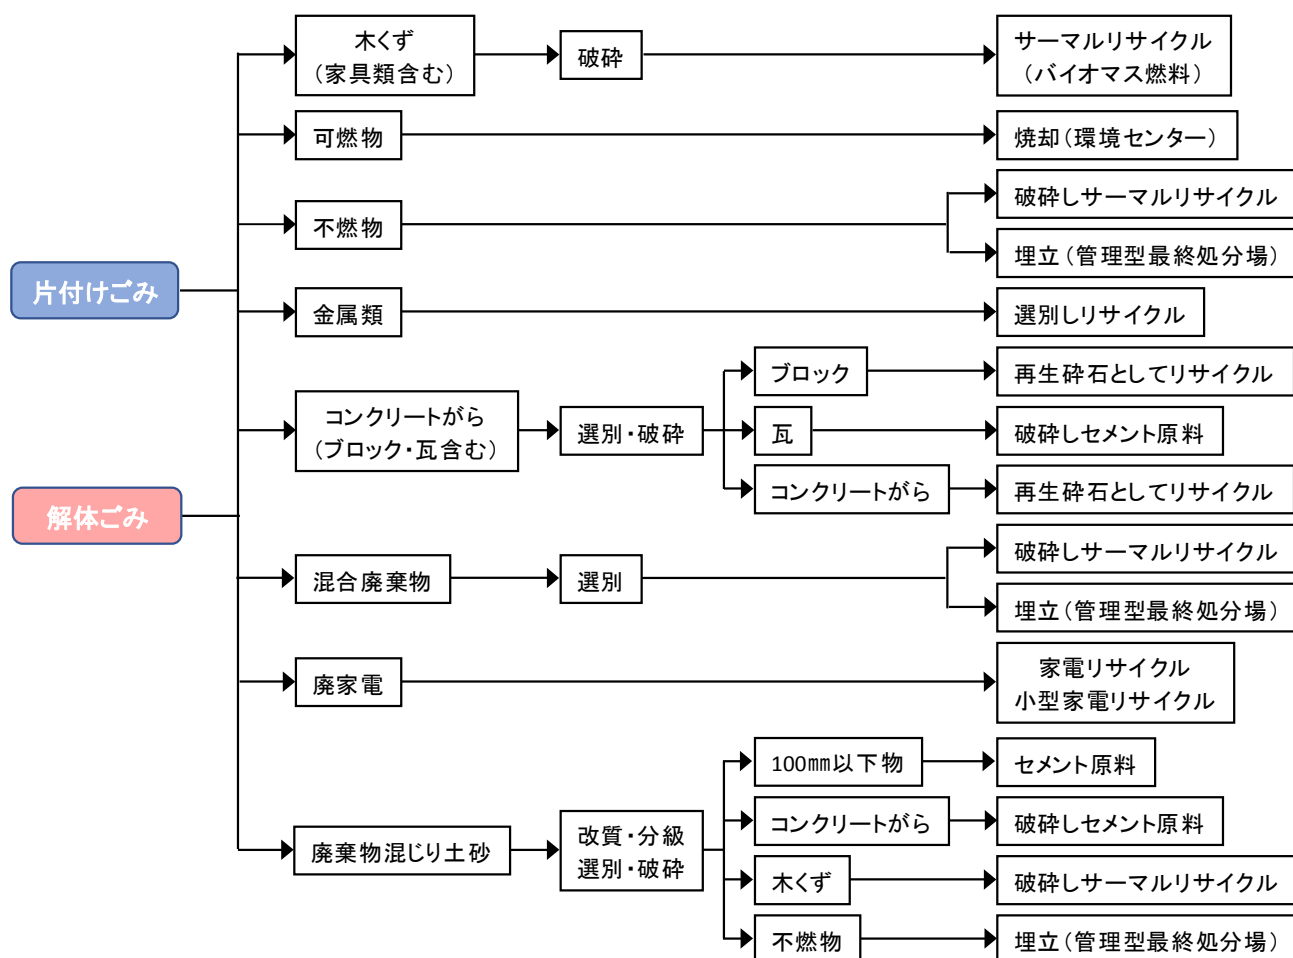 片付けごみ
解体ごみ
木くず
（家具類含む）
破砕
サーマルリサイクル
（バイオマス燃料）
可燃物
焼却（環境センター）
不燃物
破砕しサーマルリサイクル
埋立（管理型最終処分場）
金属類
選別しリサイクル
コンクリートがら
（ブロック・瓦含む）
選別・破砕
ブロック
再生砕石としてリサイクル
瓦
破砕しセメント原料
コンクリートがら
再生砕石としてリサイクル
混合廃棄物
選別
破砕しサーマルリサイクル
埋立（管理型最終処分場）
廃家電
家電リサイクル
小型家電リサイクル
廃棄物混じり土砂
改質・分級
選別・破砕
100㎜以下物
セメント原料
コンクリートがら
破砕しセメント原料
木くず
破砕しサーマルリサイクル
不燃物
埋立（管理型最終処分場）